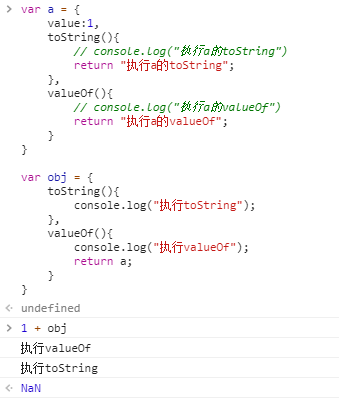 var a = {
value:1,
toString(){
// console.log("执行a的toString")
return "执行a的toString";
},
valueOf(){
// console.log("执行a的valueOf")
return "执行a的valueOf";
}
}
var obj = {
toString(){
console.log("执行toString");
},
valueOf(){
console.log("执行valueOf");
return a;
}
}
undefined
1 + obj
执行valueOf
执行toString
NaN